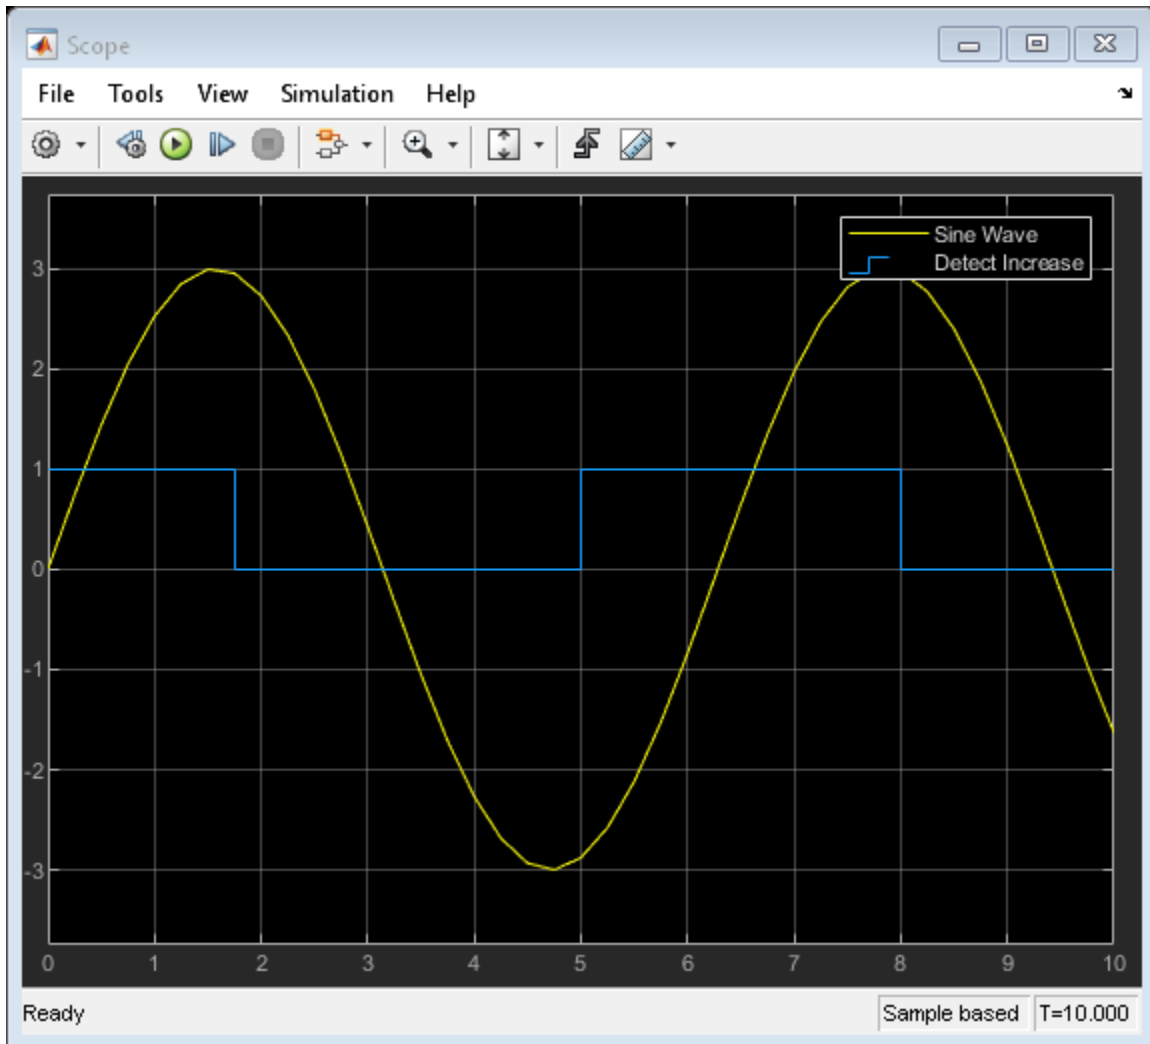 Scope
File Tools View Simulation Help
Sine Wave
Detect Increase
3
2
1
0
-1
-2
-3
0 1 2 3 4 5 6 7 8 9 10
Ready Sample based T=10.000